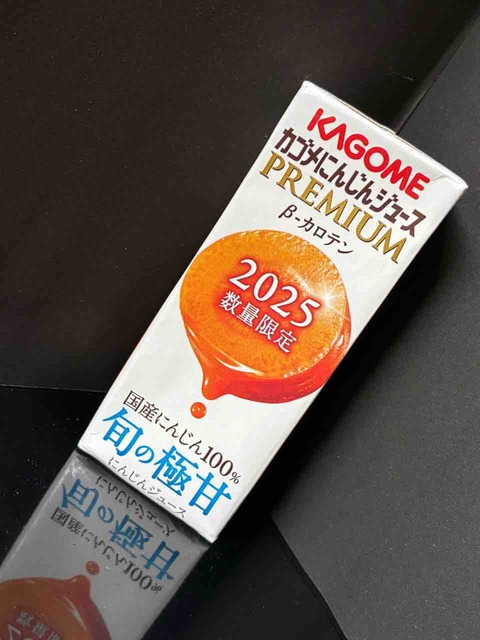 KAGOME
カゴメにんじんジュース
PREMIUM
β-カロテン
2025
数量限定
国産にんじん100%
旬の極甘
にんじんジュース